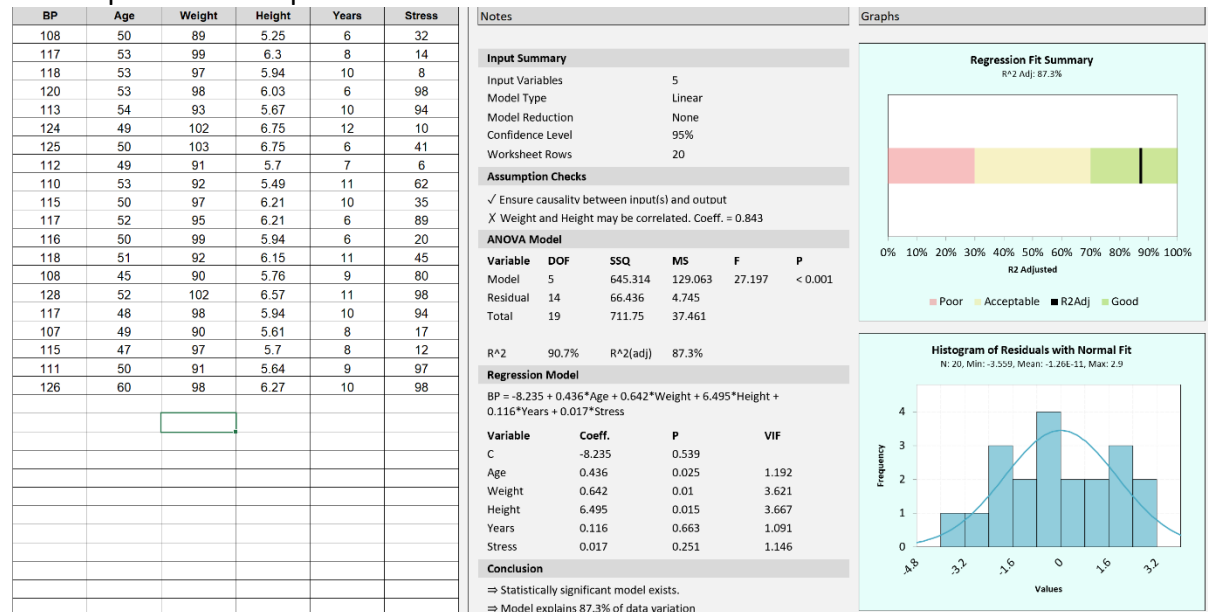 BP Age Weight Height Years Stress
108 50 89 5.25 6 32
117 53 99 6.3 8 14
118 53 97 5.94 10 8
120 53 98 6.03 6 98
113 54 93 5.67 10 94
124 49 102 6.75 12 10
125 50 103 6.75 6 41
112 49 91 5.7 7 6
110 53 92 5.49 11 62
115 50 97 6.21 10 35
117 52 95 6.21 6 89
116 50 99 5.94 6 20
118 51 92 6.15 11 45
108 45 90 5.76 9 80
128 52 102 6.57 11 98
117 48 98 5.94 10 94
107 49 90 5.61 8 17
115 47 97 5.7 8 12
111 50 91 5.64 9 97
126 60 98 6.27 10 98
Notes
Input Summary
Input Variables 5
Model Type Linear
Model Reduction None
Confidence Level 95%
Worksheet Rows 20
Assumption Checks
√ Ensure causality between input(s) and output
X Weight and Height may be correlated. Coeff. = 0.843
ANOVA Model
Variable DOF SSQ MS F P
Model 5 645.314 129.063 27.197 < 0.001
Residual 14 66.436 4.745
Total 19 711.75 37.461
R^2 90.7% R^2(adj) 87.3%
Regression Model
BP = -8.235 + 0.436*Age + 0.642*Weight + 6.495*Height +
0.116*Years + 0.017*Stress
Variable Coeff. P VIF
C -8.235 0.539
Age 0.436 0.025 1.192
Weight 0.642 0.01 3.621
Height 6.495 0.015 3.667
Years 0.116 0.663 1.091
Stress 0.017 0.251 1.146
Conclusion
⇒ Statistically significant model exists.
⇒ Model explains 87.3% of data variation
Graphs
Regression Fit Summary
R^2 Adj: 87.3%
0% 10% 20% 30% 40% 50% 60% 70% 80% 90% 100%
R2 Adjusted
Poor Acceptable R2Adj Good
Histogram of Residuals with Normal Fit
N: 20, Min: -3.559, Mean: -1.26E-11, Max: 2.9
Frequency
4
3
2
1
0
-4.8 -3.2 -1.6 0 1.6 3.2
Values